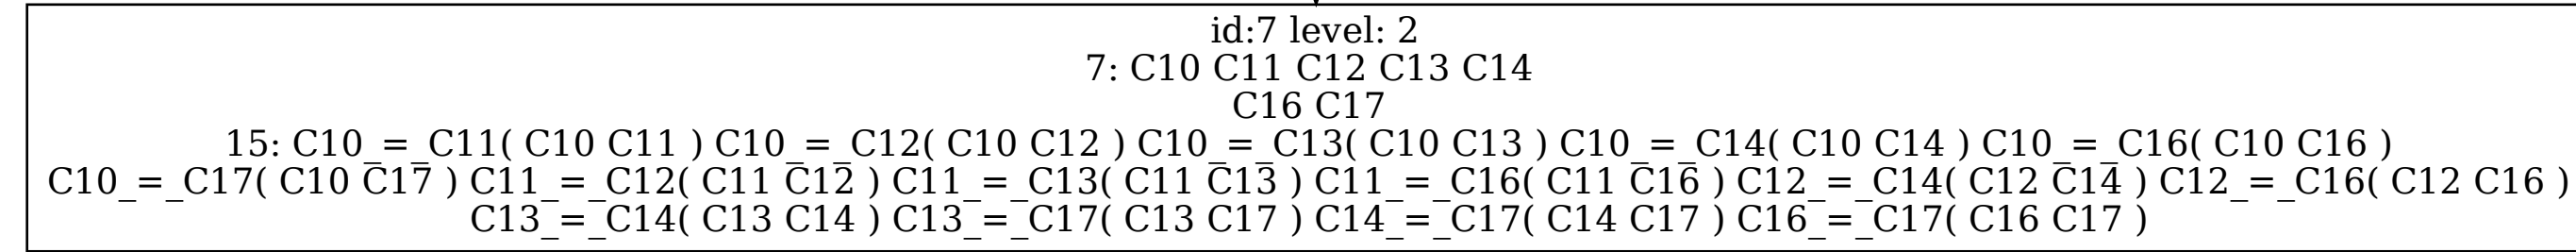 id:7 level: 2
7: C10 C11 C12 C13 C14
C16 C17
15: C10_=_C11( C10 C11 ) C10_=_C12( C10 C12 ) C10_=_C13( C10 C13 ) C10_=_C14( C10 C14 ) C10_=_C16( C10 C16 )
C10_=_C17( C10 C17 ) C11_=_C12( C11 C12 ) C11_=_C13( C11 C13 ) C11_=_C16( C11 C16 ) C12_=_C14( C12 C14 ) C12_=_C16( C12 C16 )
C13_=_C14( C13 C14 ) C13_=_C17( C13 C17 ) C14_=_C17( C14 C17 ) C16_=_C17( C16 C17 )